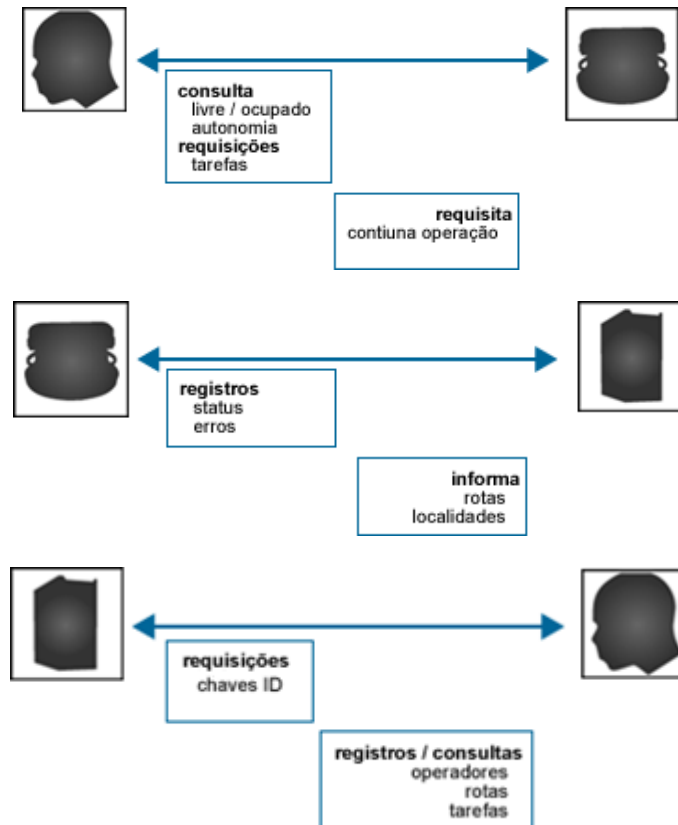 consulta
livre / ocupado
autonomia
requisições
tarefas
requisita
contiuna operação
registros
status
erros
informa
rotas
localidades
requisições
chaves ID
registros / consultas
operadores
rotas
tarefas